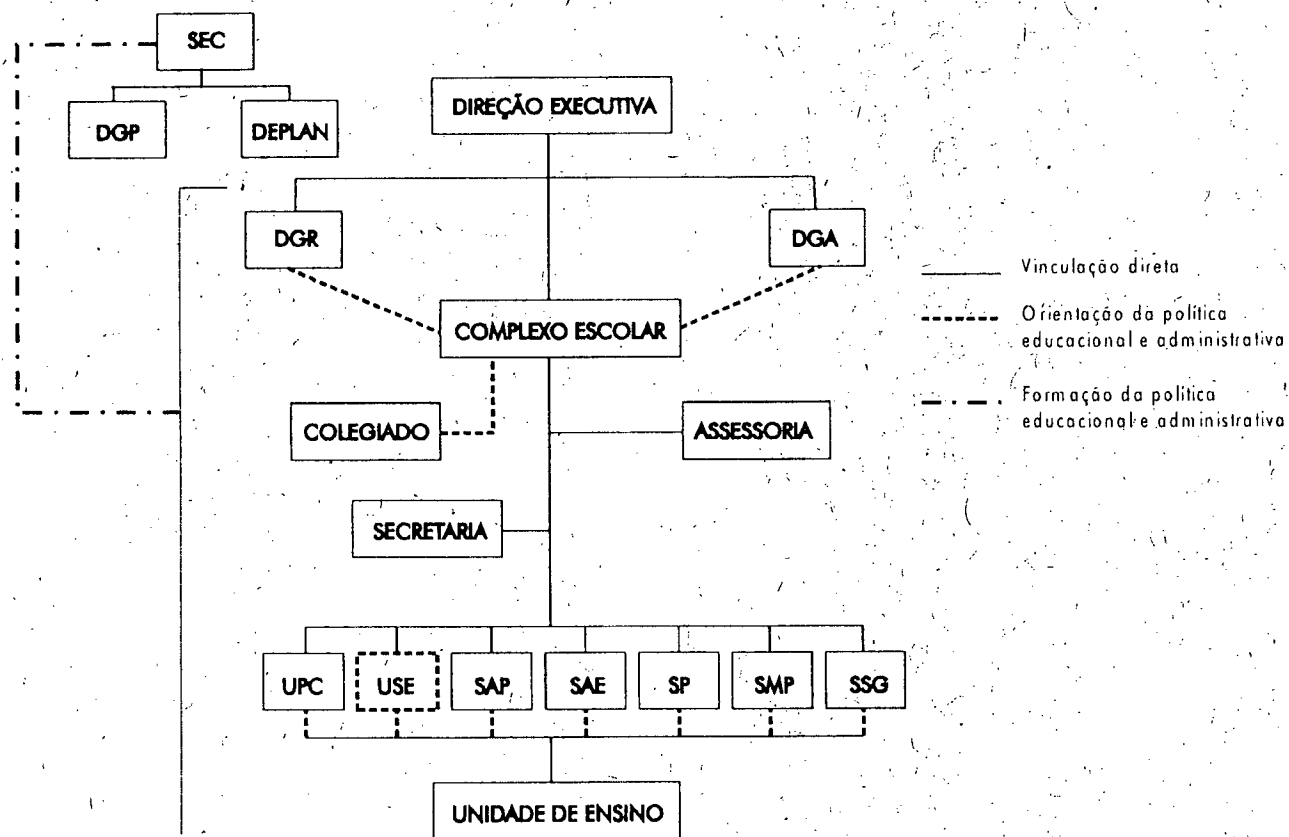 SEC
DGP
DEPLAN
DIREÇÃO EXECUTIVA
DGR
DGA
COMPLEXO ESCOLAR
COLEGIADO
ASSESSORIA
SECRETARIA
UPC
USE
SAP
SAE
SP
SMP
SSG
UNIDADE DE ENSINO
Vinculação direta
Orientação da política
educacional e administrativa
Formação da política
educacional e administrativa